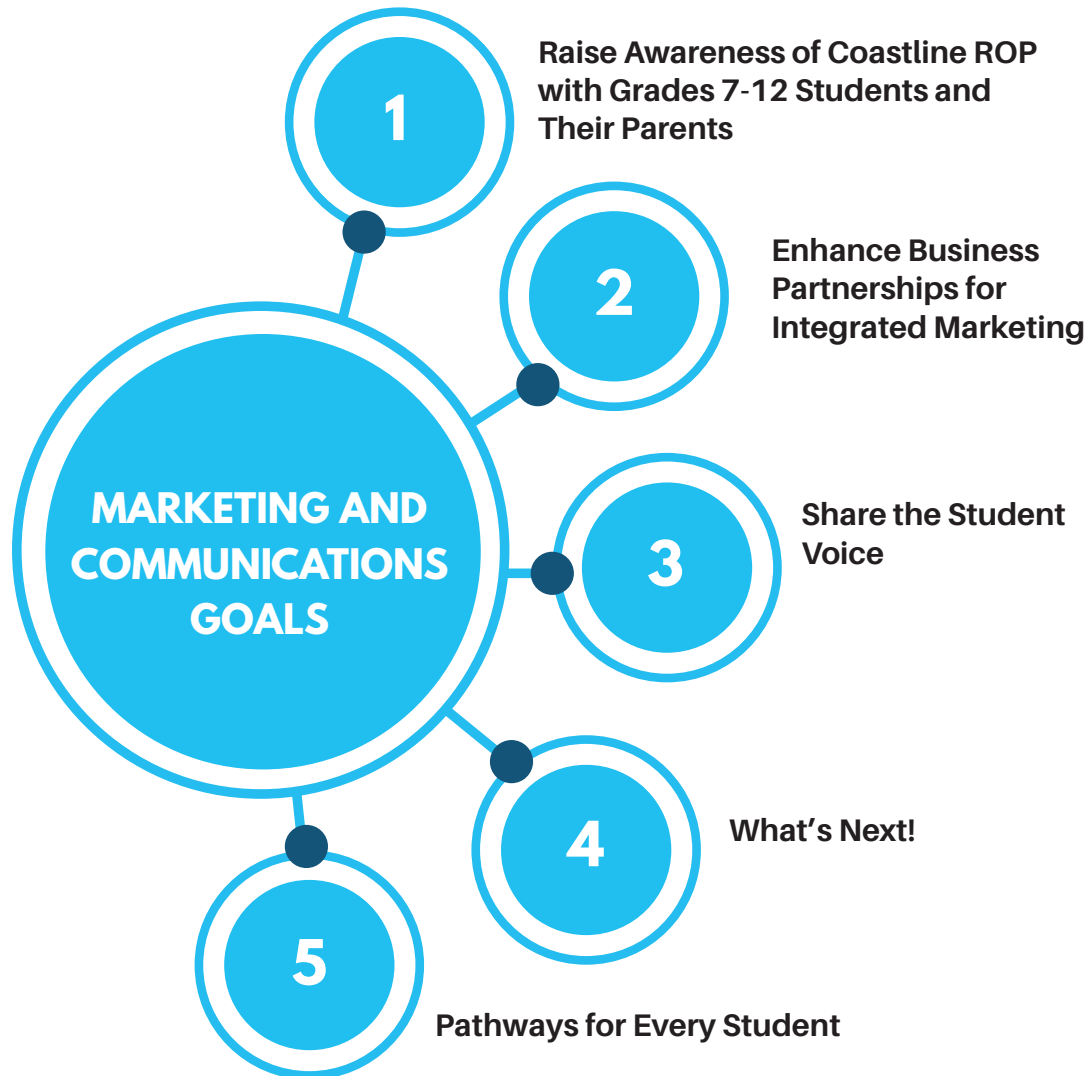 1
Raise Awareness of Coastline ROP
with Grades 7-12 Students and
Their Parents
2
Enhance Business
Partnerships for
Integrated Marketing
MARKETING AND
COMMUNICATIONS
GOALS
3
Share the Student
Voice
4
What's Next!
5
Pathways for Every Student